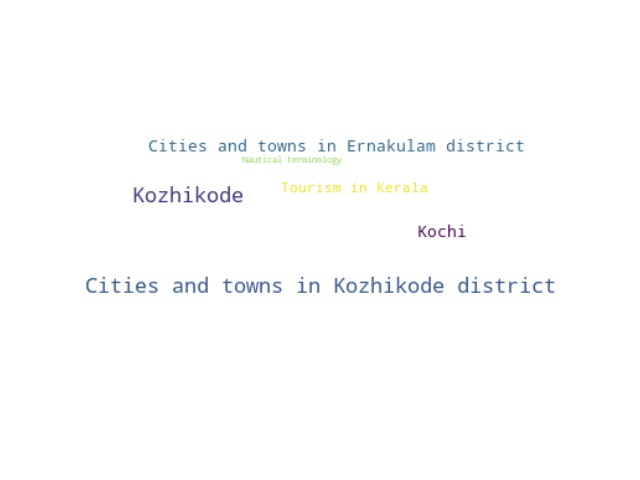 Cities and towns in Ernakulam district
Nautical terminology
Tourism in Kerala
Kozhikode
Kochi
Cities and towns in Kozhikode district